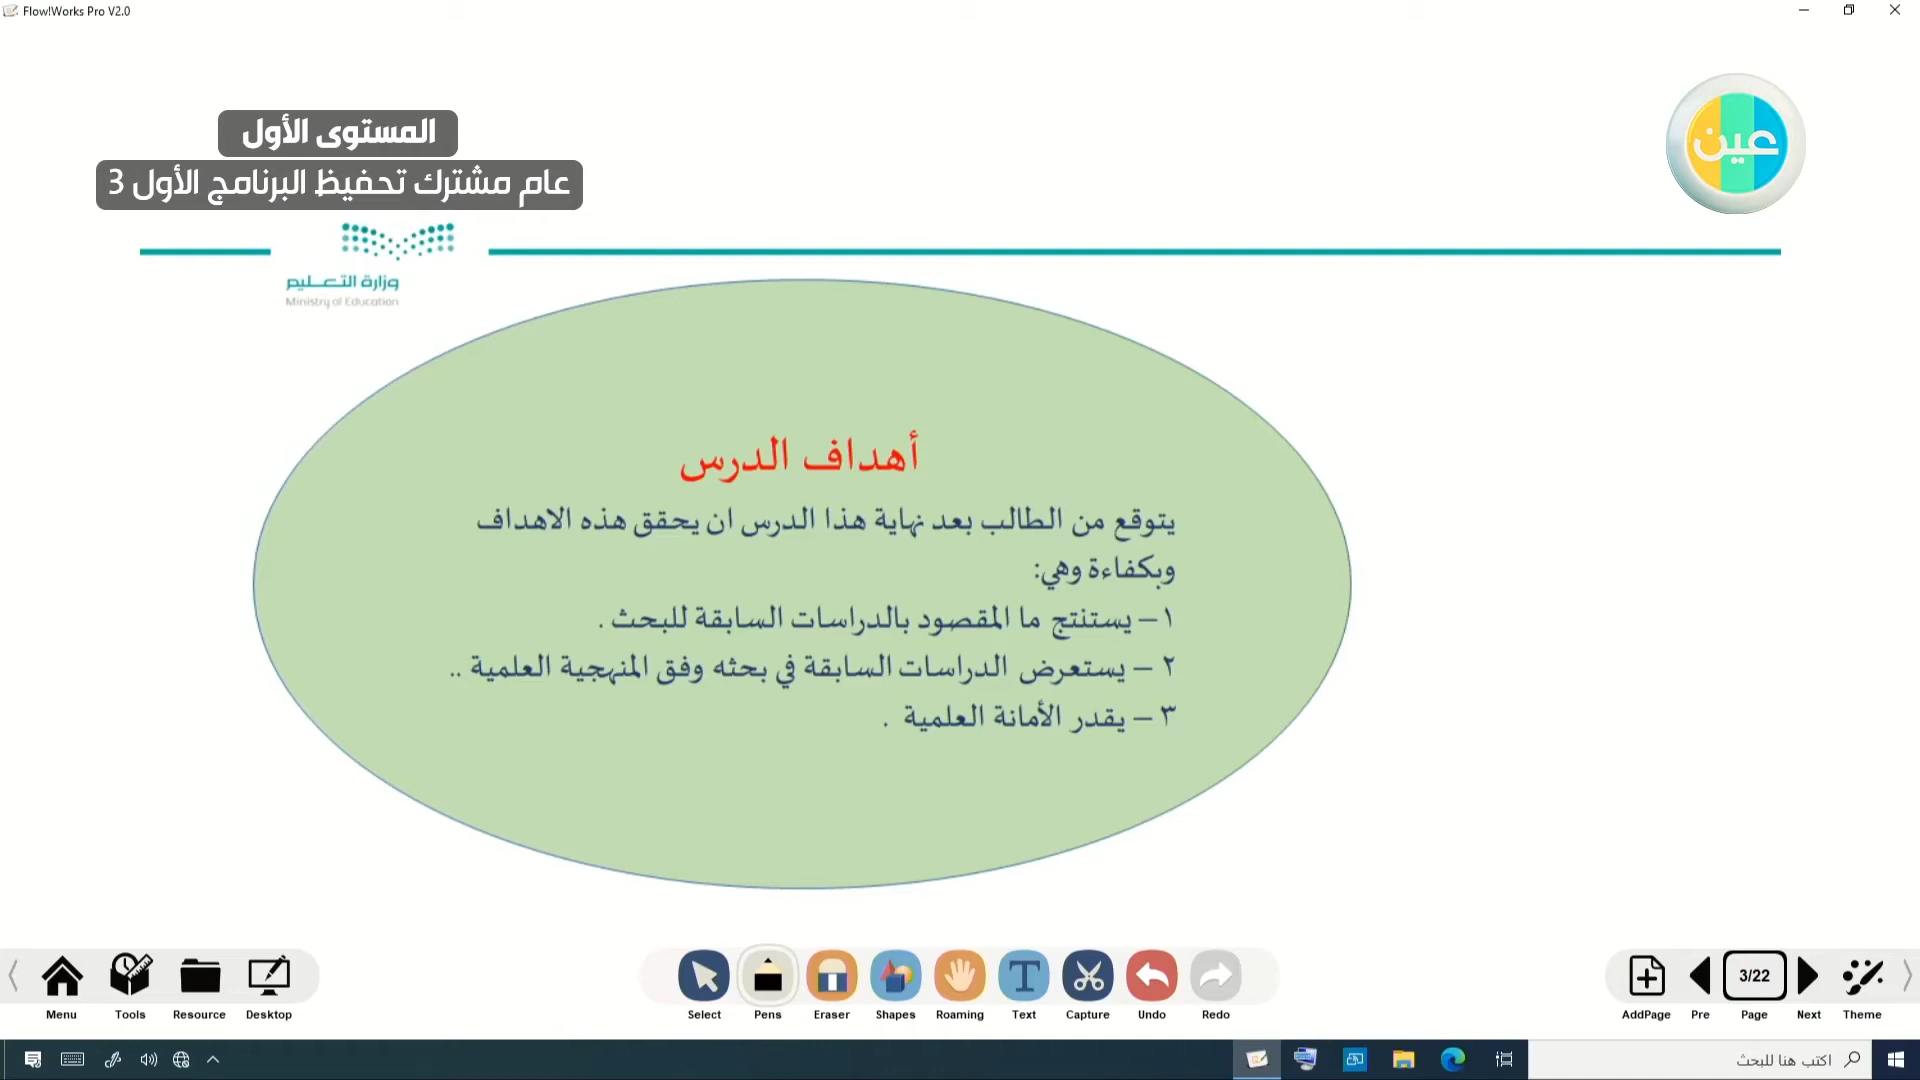 Flow!Works Pro V2.0
المستوى الأول
عام مشترك تحفيظ البرنامج الأول 3
عين
وزارة التعليم
Ministry of Education
أهداف الدرس
يتوقع من الطالب بعد نهاية هذا الدرس ان يحقق هذه الاهداف
وبكفاءة وهي:
١ – يستنتج ما المقصود بالدراسات السابقة للبحث .
٢ – يستعرض الدراسات السابقة في بحثه وفق المنهجية العلمية ..
٣ – يقدر الأمانة العلمية .
Menu Tools Resource Desktop Select Pens Eraser Shapes Roaming Text Capture Undo Redo AddPage Pre 3/22 Page Next Theme
اكتب هنا للبحث